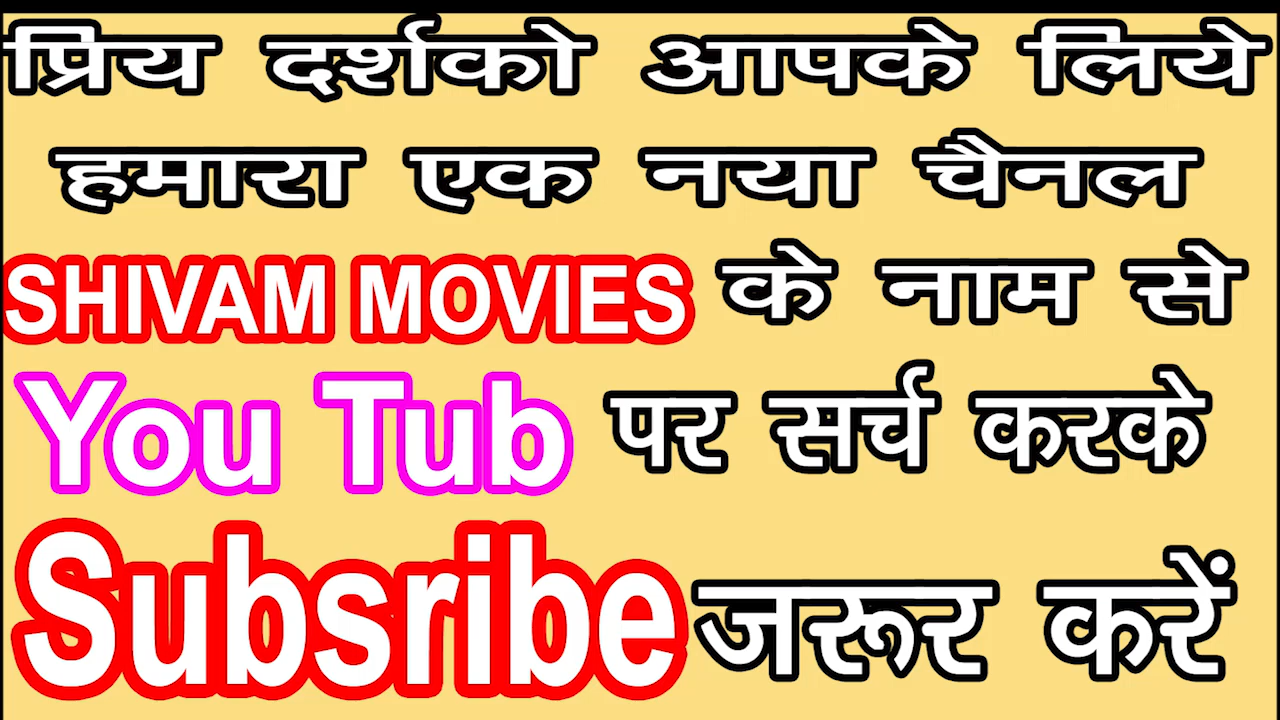 प्रिय दर्शको आपके लिये
हमारा एक नया चैनल
SHIVAM MOVIES के नाम से
You Tub पर सर्च करके
Subsribe जरूर करें